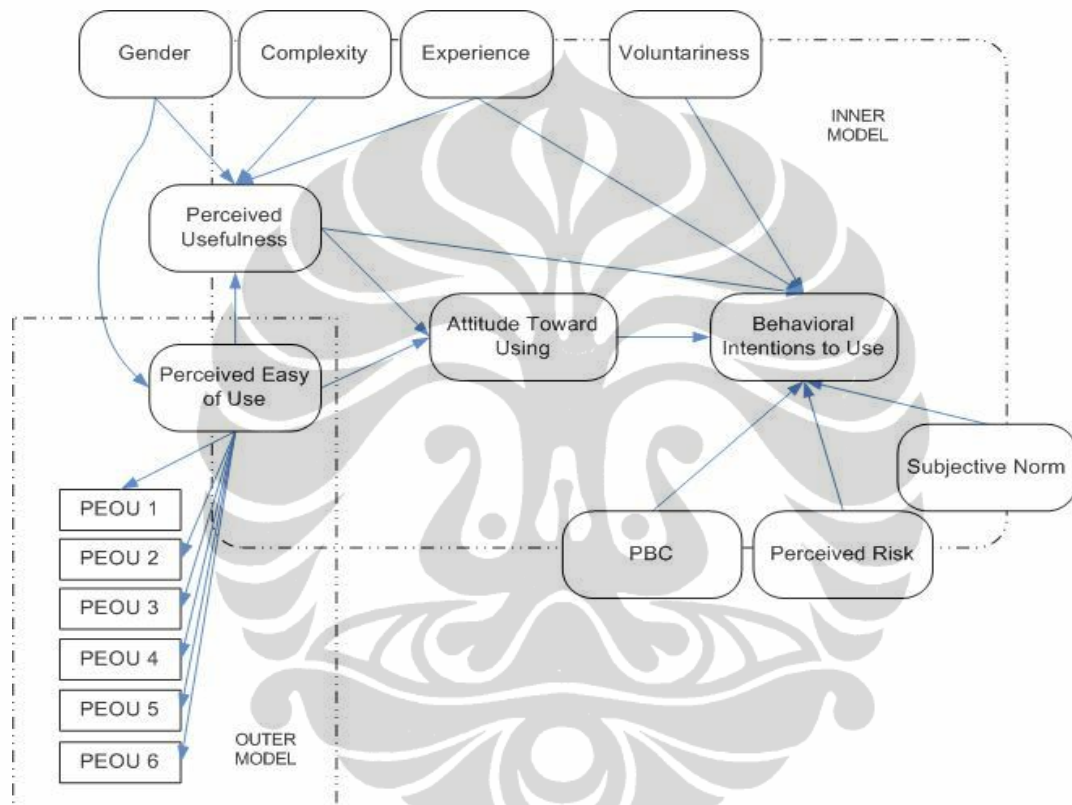 Gender
Complexity
Experience
Voluntariness
INNER
MODEL
Perceived
Usefulness
Attitude Toward
Using
Behavioral
Intentions to Use
Perceived Easy
of Use
Subjective Norm
PBC
Perceived Risk
PEOU 1
PEOU 2
PEOU 3
PEOU 4
PEOU 5
PEOU 6
OUTER
MODEL